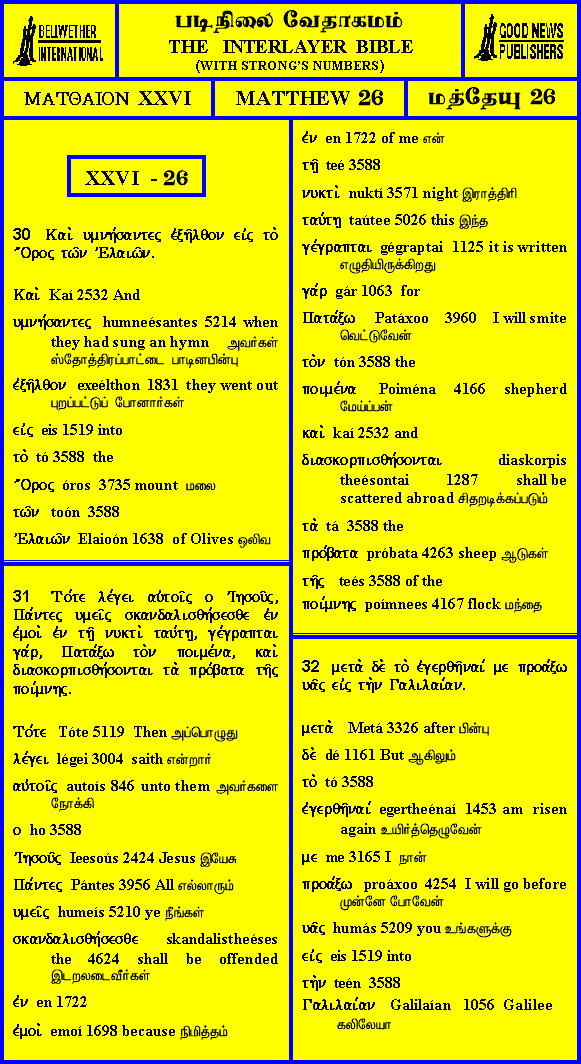 BELLWETHER
INTERNATIONAL
படிநிலை வேதாகமம்
THE INTERLAYER BIBLE
(WITH STRONG'S NUMBERS)
GOOD NEWS
PUBLISHERS
ΜΑΤΘΑΙΟΝ XXVI
MATTHEW 26
மத்தேயு 26
XXVI - 26
30 Καὶ υμνήσαντες ἐξῆλθον εἰς τὸ
Ὄρος τῶν Ἐλαιῶν.
Καὶ Kaí 2532 And
υμνήσαντες humneésantes 5214 when
they had sung an hymn அவர்கள்
ஸ்தோத்திரப்பாட்டை பாடினபின்பு
ἐξῆλθον exeélthon 1831 they went out
புறப்பட்டுப் போனார்கள்
εἰς eis 1519 into
τὸ tó 3588 the
Ὄρος óros 3735 mount மலை
τῶν toón 3588
Ἐλαιῶν Elaioón 1638 of Olives ஒலிவ
31 Τότε λέγει αὐτοῖς ο Ἰησοῦς,
Πάντες υμεῖς σκανδαλισθήσεσθε ἐν
ἐμοὶ ἐν τῇ νυκτὶ ταύτῃ, γέγραπται
γάρ, Πατάξω τὸν ποιμένα, καὶ
διασκορπισθήσονται τὰ πρόβατα τῆς
ποίμνης.
Τότε Tóte 5119 Then அப்பொழுது
λέγει légei 3004 saith என்றார்
αὐτοῖς autoís 846 unto them அவர்களை
நோக்கி
ο ho 3588
Ἰησοῦς Ieesoús 2424 Jesus இயேசு
Πάντες Pántes 3956 All எல்லாரும்
υμεῖς humeís 5210 ye நீங்கள்
σκανδαλισθήσεσθε skandalistheéses
the 4624 shall be offended
இடறலடைவீர்கள்
ἐν en 1722
ἐμοὶ emoí 1698 because நிமித்தம்
ἐν en 1722 of me என்
τῇ teé 3588
νυκτὶ nuktí 3571 night இராத்திரி
ταύτῃ taútee 5026 this இந்த
γέγραπται gégraptai 1125 it is written
எழுதியிருக்கிறது
γάρ gár 1063 for
Πατάξω Patáxoo 3960 I will smite
வெட்டுவேன்
τὸν tón 3588 the
ποιμένα Poiména 4166 shepherd
மேய்ப்பன்
καὶ kaí 2532 and
διασκορπισθήσονται diaskorpis
theésontai 1287 shall be
scattered abroad சிதறடிக்கப்படும்
τὰ tá 3588 the
πρόβατα próbata 4263 sheep ஆடுகள்
τῆς teés 3588 of the
ποίμνης poímnees 4167 flock மந்தை
32 μετὰ δὲ τὸ ἐγερθῆναί με προάξω
υᾶς εἰς τὴν Γαλιλαίαν.
μετὰ Metá 3326 after பின்பு
δὲ dé 1161 But ஆகிலும்
τὸ tó 3588
ἐγερθῆναί egertheénaí 1453 am risen
again உயிர்த்தெழுவேன்
με me 3165 I நான்
προάξω proáxoo 4254 I will go before
முன்னே போவேன்
υᾶς humás 5209 you உங்களுக்கு
εἰς eis 1519 into
τὴν teén 3588
Γαλιλαίαν Galilaían 1056 Galilee
கலிலேயா